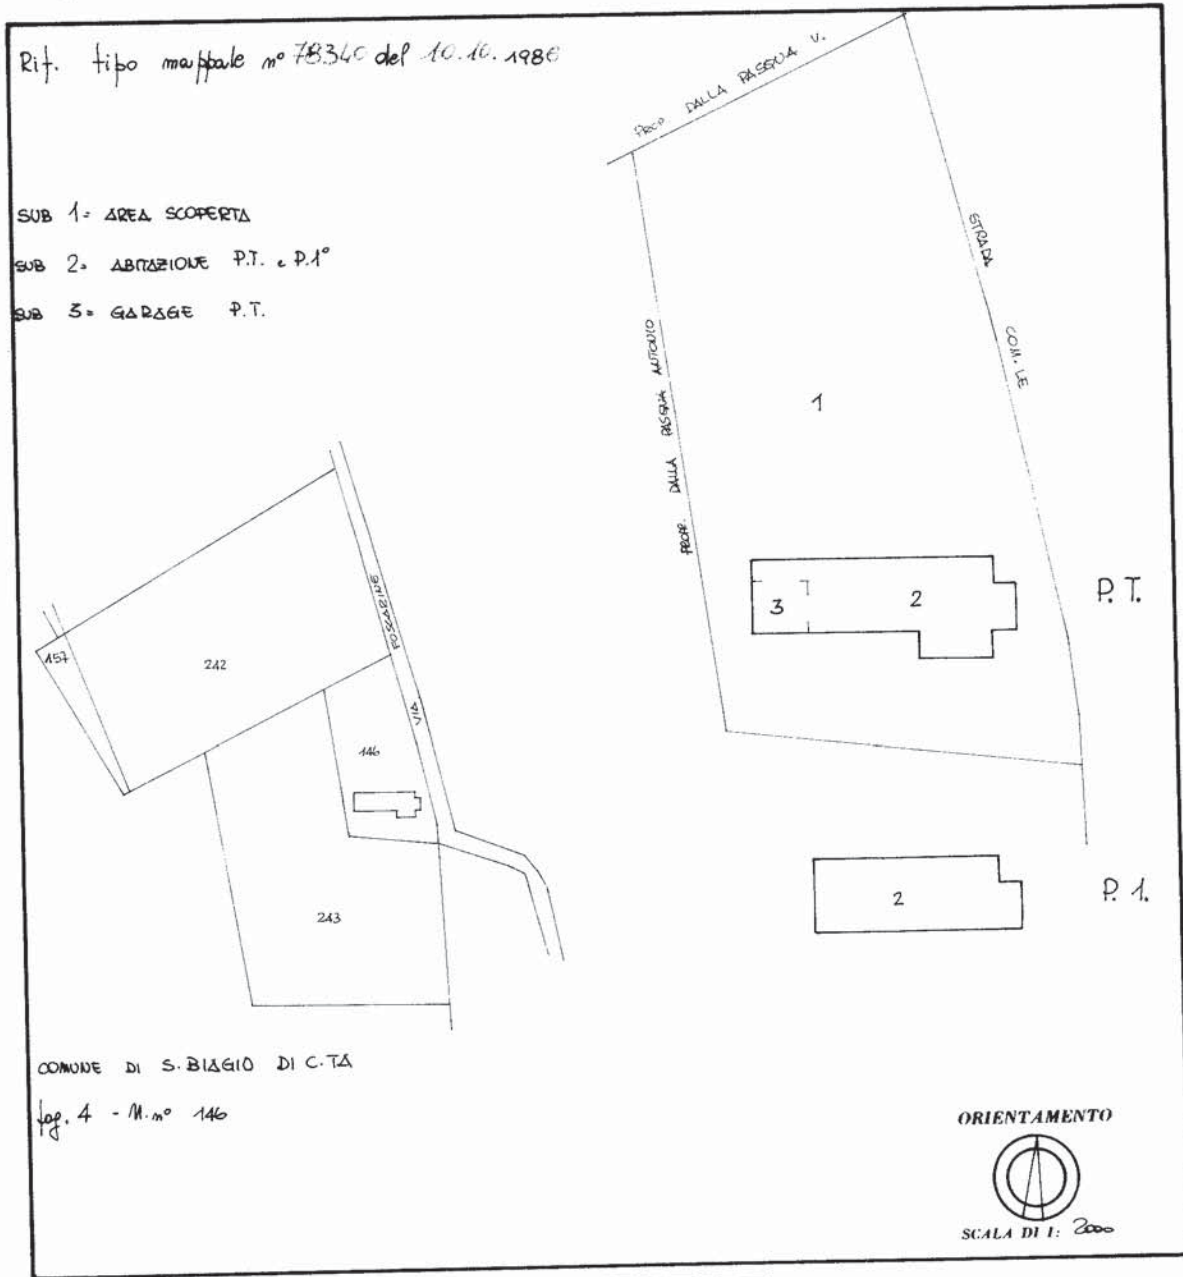 Rif. tipo mappale n° 78340 del 10.10.1986
SUB 1= AREA SCOPERTA
SUB 2= ABITAZIONE P.T. e P.1°
SUB 3= GARAGE P.T.
PROP DALLA PASQUA V.
STRADA COM.LE
PROPR. DALLA PASQUA ANTONIO
1
3
2
P.T.
2
P. 1.
VIA POSCARINE
157
242
146
243
COMUNE DI S. BIAGIO DI C.TA
fog. 4 - M.n° 146
ORIENTAMENTO
SCALA DI 1: 2000